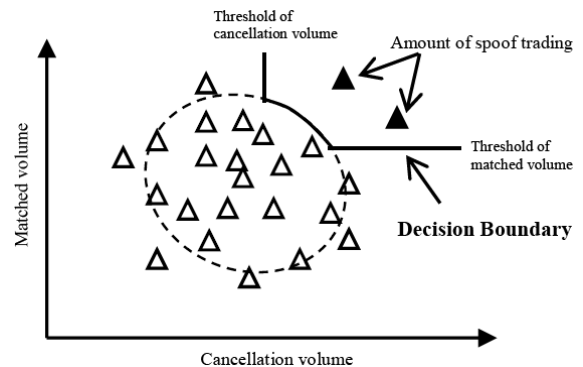 Threshold of
cancellation volume
Amount of spoof trading
Threshold of
matched volume
Decision Boundary
Matched volume
Cancellation volume